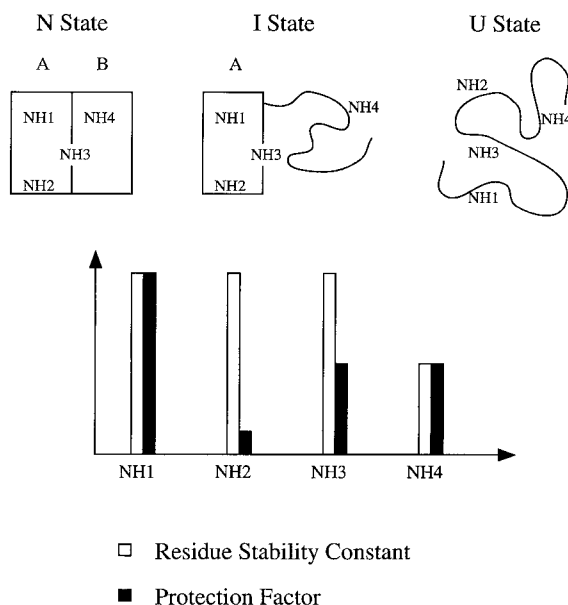 N State
I State
U State
A
B
A
NH1
NH4
NH3
NH2
NH1
NH4
NH3
NH2
NH2
NH4
NH3
NH1
NH1
NH2
NH3
NH4
Residue Stability Constant
Protection Factor